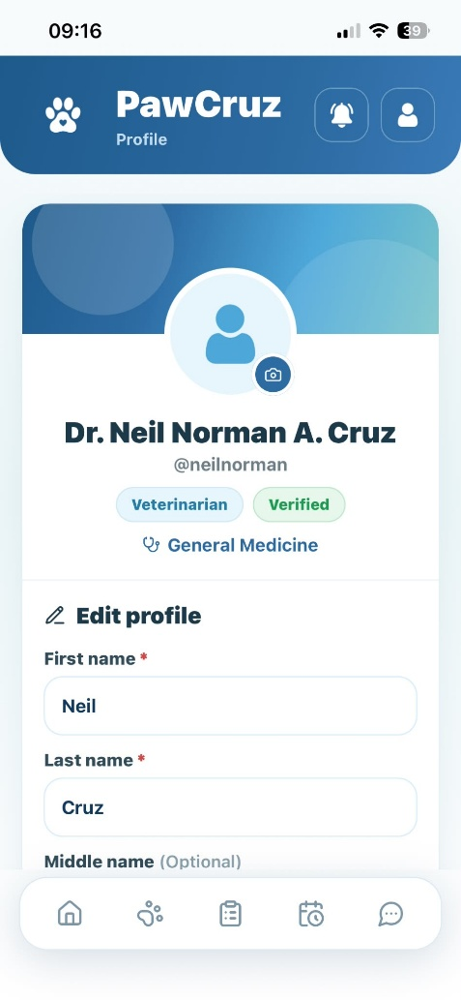 09:16
39
PawCruz
Profile
Dr. Neil Norman A. Cruz
@neilnorman
Veterinarian Verified
General Medicine
Edit profile
First name *
Neil
Last name *
Cruz
Middle name (Optional)